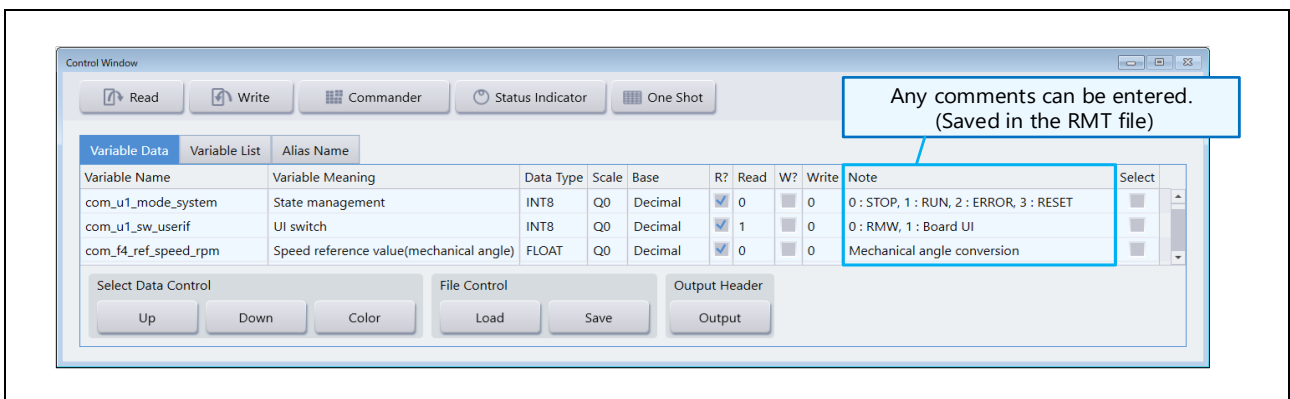 Control Window
Read Write Commander Status Indicator One Shot
Any comments can be entered.
(Saved in the RMT file)
Variable Data Variable List Alias Name
Variable Name Variable Meaning Data Type Scale Base R? Read W? Write Note Select
com_u1_mode_system State management INT8 Q0 Decimal 0 0 0 : STOP, 1 : RUN, 2 : ERROR, 3 : RESET
com_u1_sw_userif UI switch INT8 Q0 Decimal 1 0 0 : RMW, 1 : Board UI
com_f4_ref_speed_rpm Speed reference value(mechanical angle) FLOAT Q0 Decimal 0 0 Mechanical angle conversion
Select Data Control File Control Output Header
Up Down Color Load Save Output